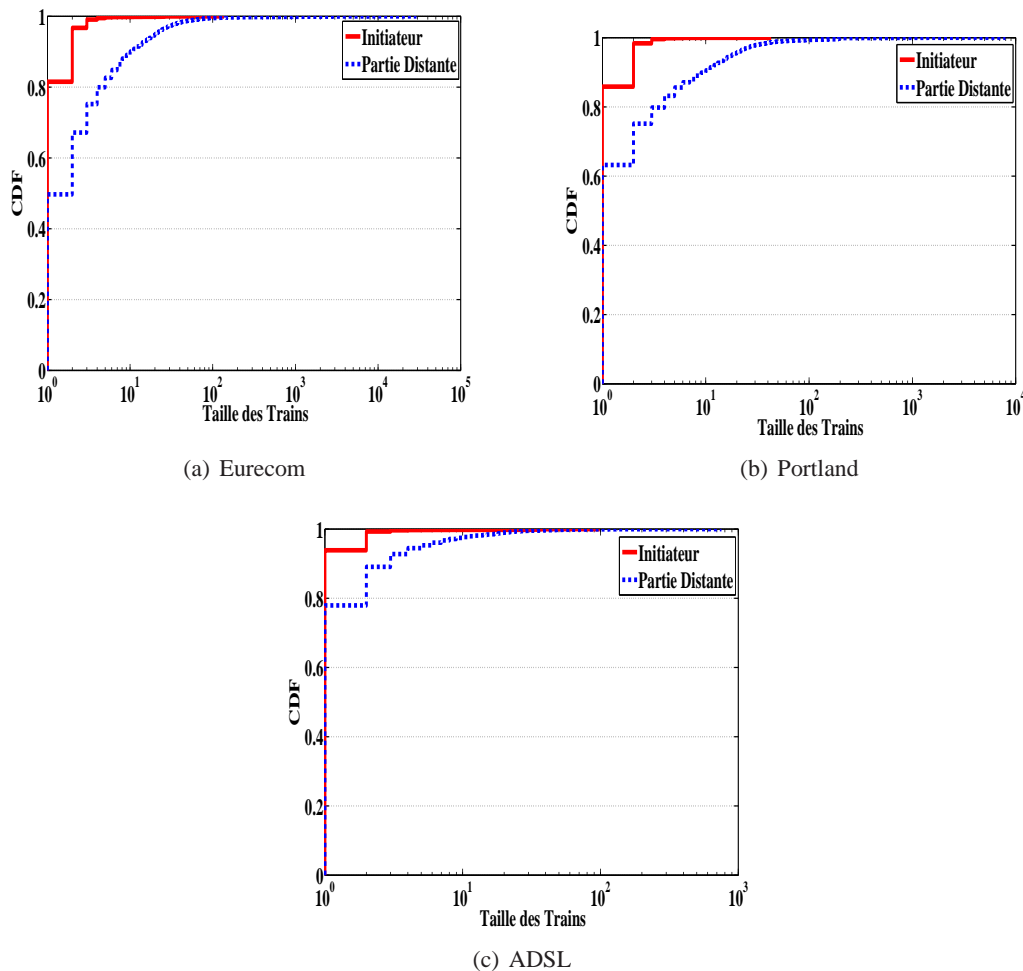 1
0.8
0.6
0.4
0.2
0
CDF
10^0 10^1 10^2 10^3 10^4 10^5
Taille des Trains
Initiateur
Partie Distante
(a) Eurecom
1
0.8
0.6
0.4
0.2
0
CDF
10^0 10^1 10^2 10^3 10^4
Taille des Trains
Initiateur
Partie Distante
(b) Portland
1
0.8
0.6
0.4
0.2
0
CDF
10^0 10^1 10^2 10^3
Taille des Trains
Initiateur
Partie Distante
(c) ADSL